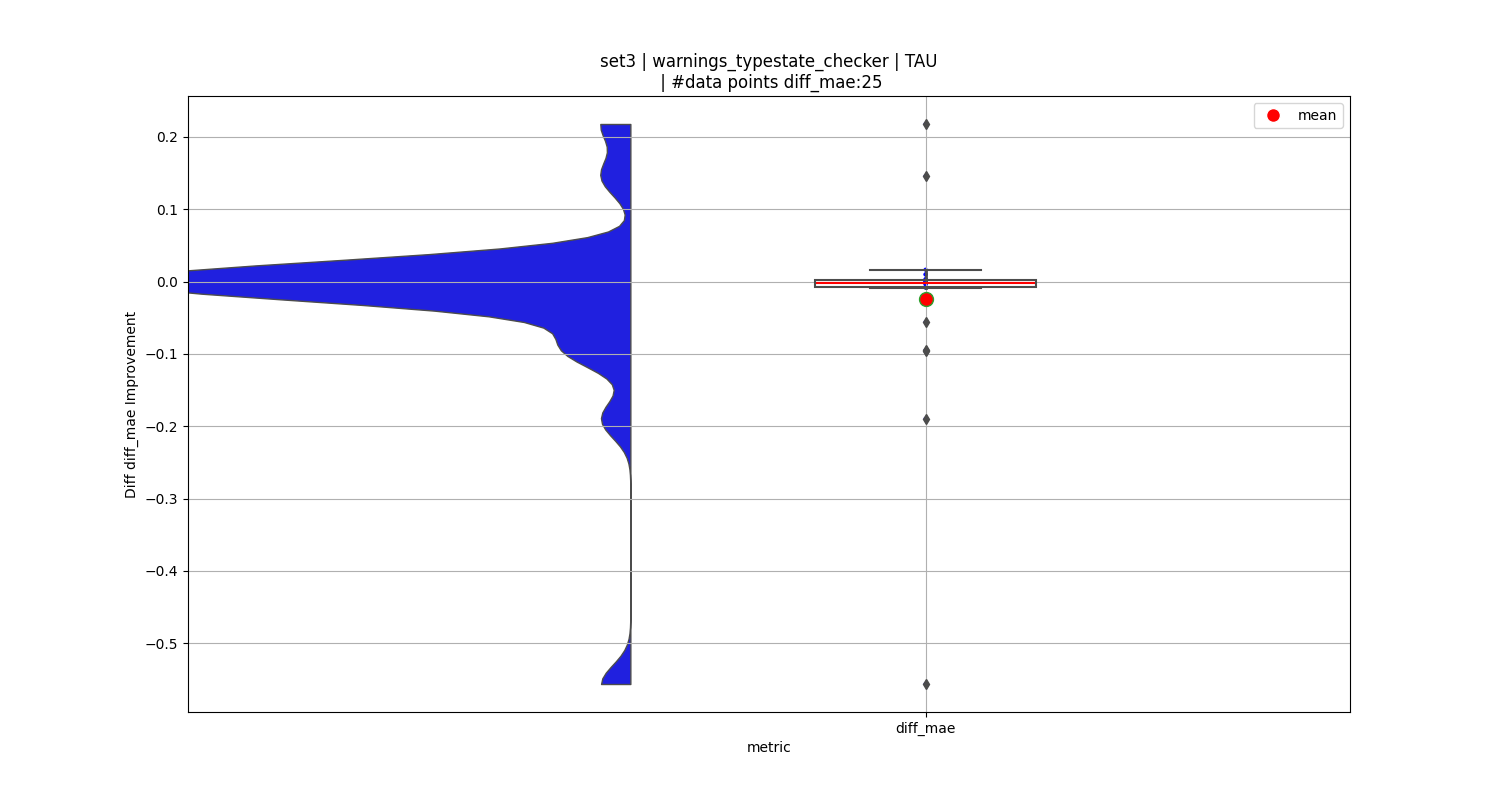 set3 | warnings_typestate_checker | TAU
| #data points diff_mae:25
mean
0.2
0.1
0.0
−0.1
−0.2
−0.3
−0.4
−0.5
Diff diff_mae Improvement
diff_mae
metric